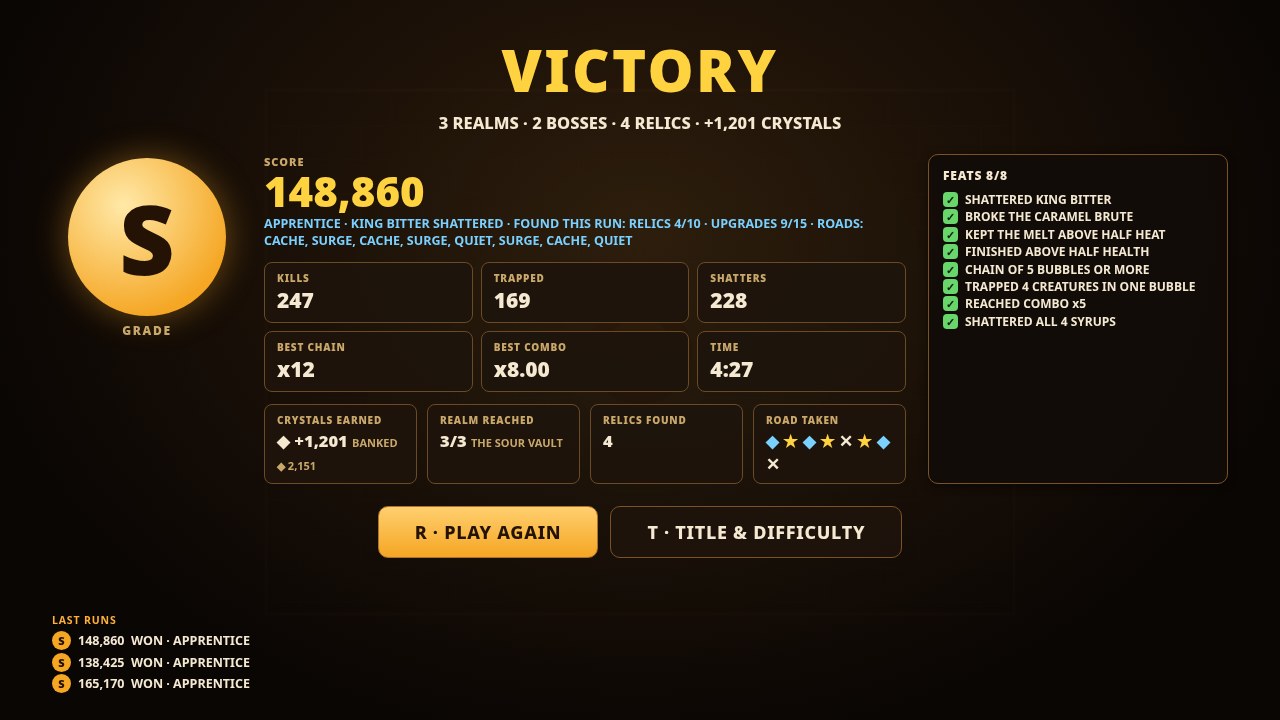 VICTORY
3 REALMS · 2 BOSSES · 4 RELICS · +1,201 CRYSTALS
S
GRADE
SCORE
148,860
APPRENTICE · KING BITTER SHATTERED · FOUND THIS RUN: RELICS 4/10 · UPGRADES 9/15 · ROADS:
CACHE, SURGE, CACHE, SURGE, QUIET, SURGE, CACHE, QUIET
KILLS
247
TRAPPED
169
SHATTERS
228
BEST CHAIN
x12
BEST COMBO
x8.00
TIME
4:27
CRYSTALS EARNED
◆ +1,201 BANKED
◆ 2,151
REALM REACHED
3/3 THE SOUR VAULT
RELICS FOUND
4
ROAD TAKEN
◆ ★ ◆ ★ ✕ ★ ◆
✕
FEATS 8/8
✓ SHATTERED KING BITTER
✓ BROKE THE CARAMEL BRUTE
✓ KEPT THE MELT ABOVE HALF HEAT
✓ FINISHED ABOVE HALF HEALTH
✓ CHAIN OF 5 BUBBLES OR MORE
✓ TRAPPED 4 CREATURES IN ONE BUBBLE
✓ REACHED COMBO x5
✓ SHATTERED ALL 4 SYRUPS
R · PLAY AGAIN
T · TITLE & DIFFICULTY
LAST RUNS
S 148,860 WON · APPRENTICE
S 138,425 WON · APPRENTICE
S 165,170 WON · APPRENTICE